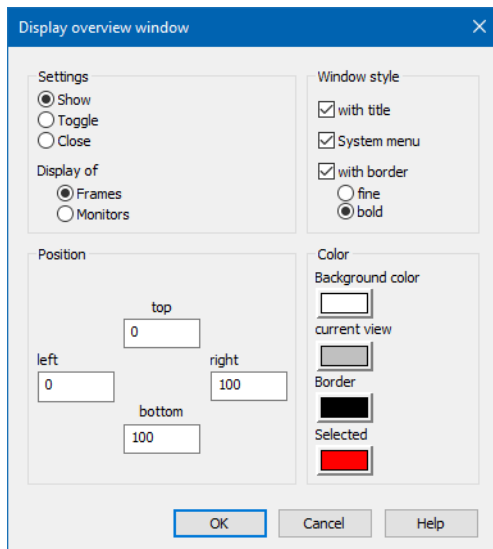 Display overview window
Settings
Show
Toggle
Close
Display of
Frames
Monitors
Window style
with title
System menu
with border
fine
bold
Position
top
0
left
right
0
100
bottom
100
Color
Background color
current view
Border
Selected
OK
Cancel
Help